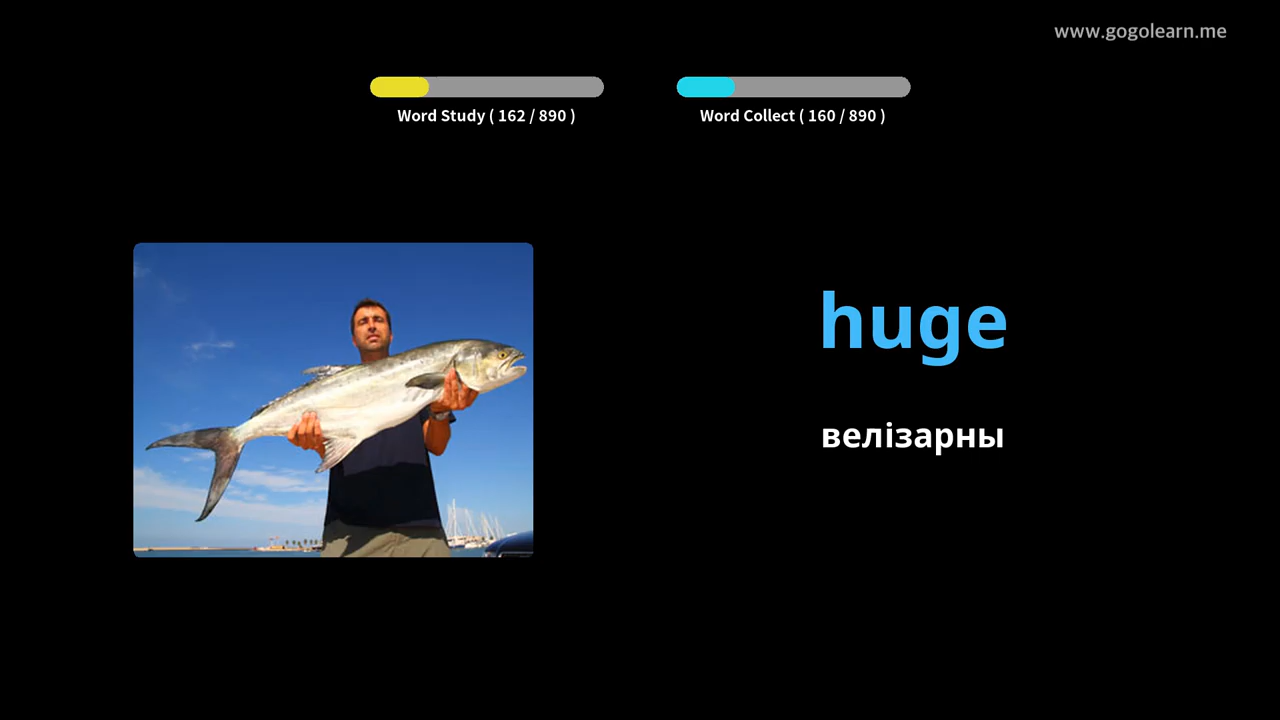 www.gogolearn.me
Word Study ( 162 / 890 )
Word Collect ( 160 / 890 )
huge
велізарны